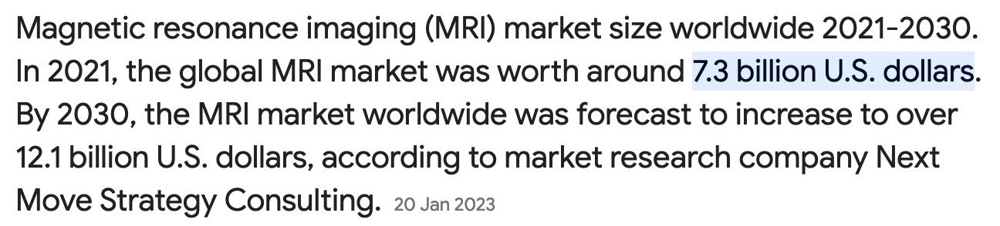 Magnetic resonance imaging (MRI) market size worldwide 2021-2030.
In 2021, the global MRI market was worth around 7.3 billion U.S. dollars.
By 2030, the MRI market worldwide was forecast to increase to over
12.1 billion U.S. dollars, according to market research company Next
Move Strategy Consulting. 20 Jan 2023